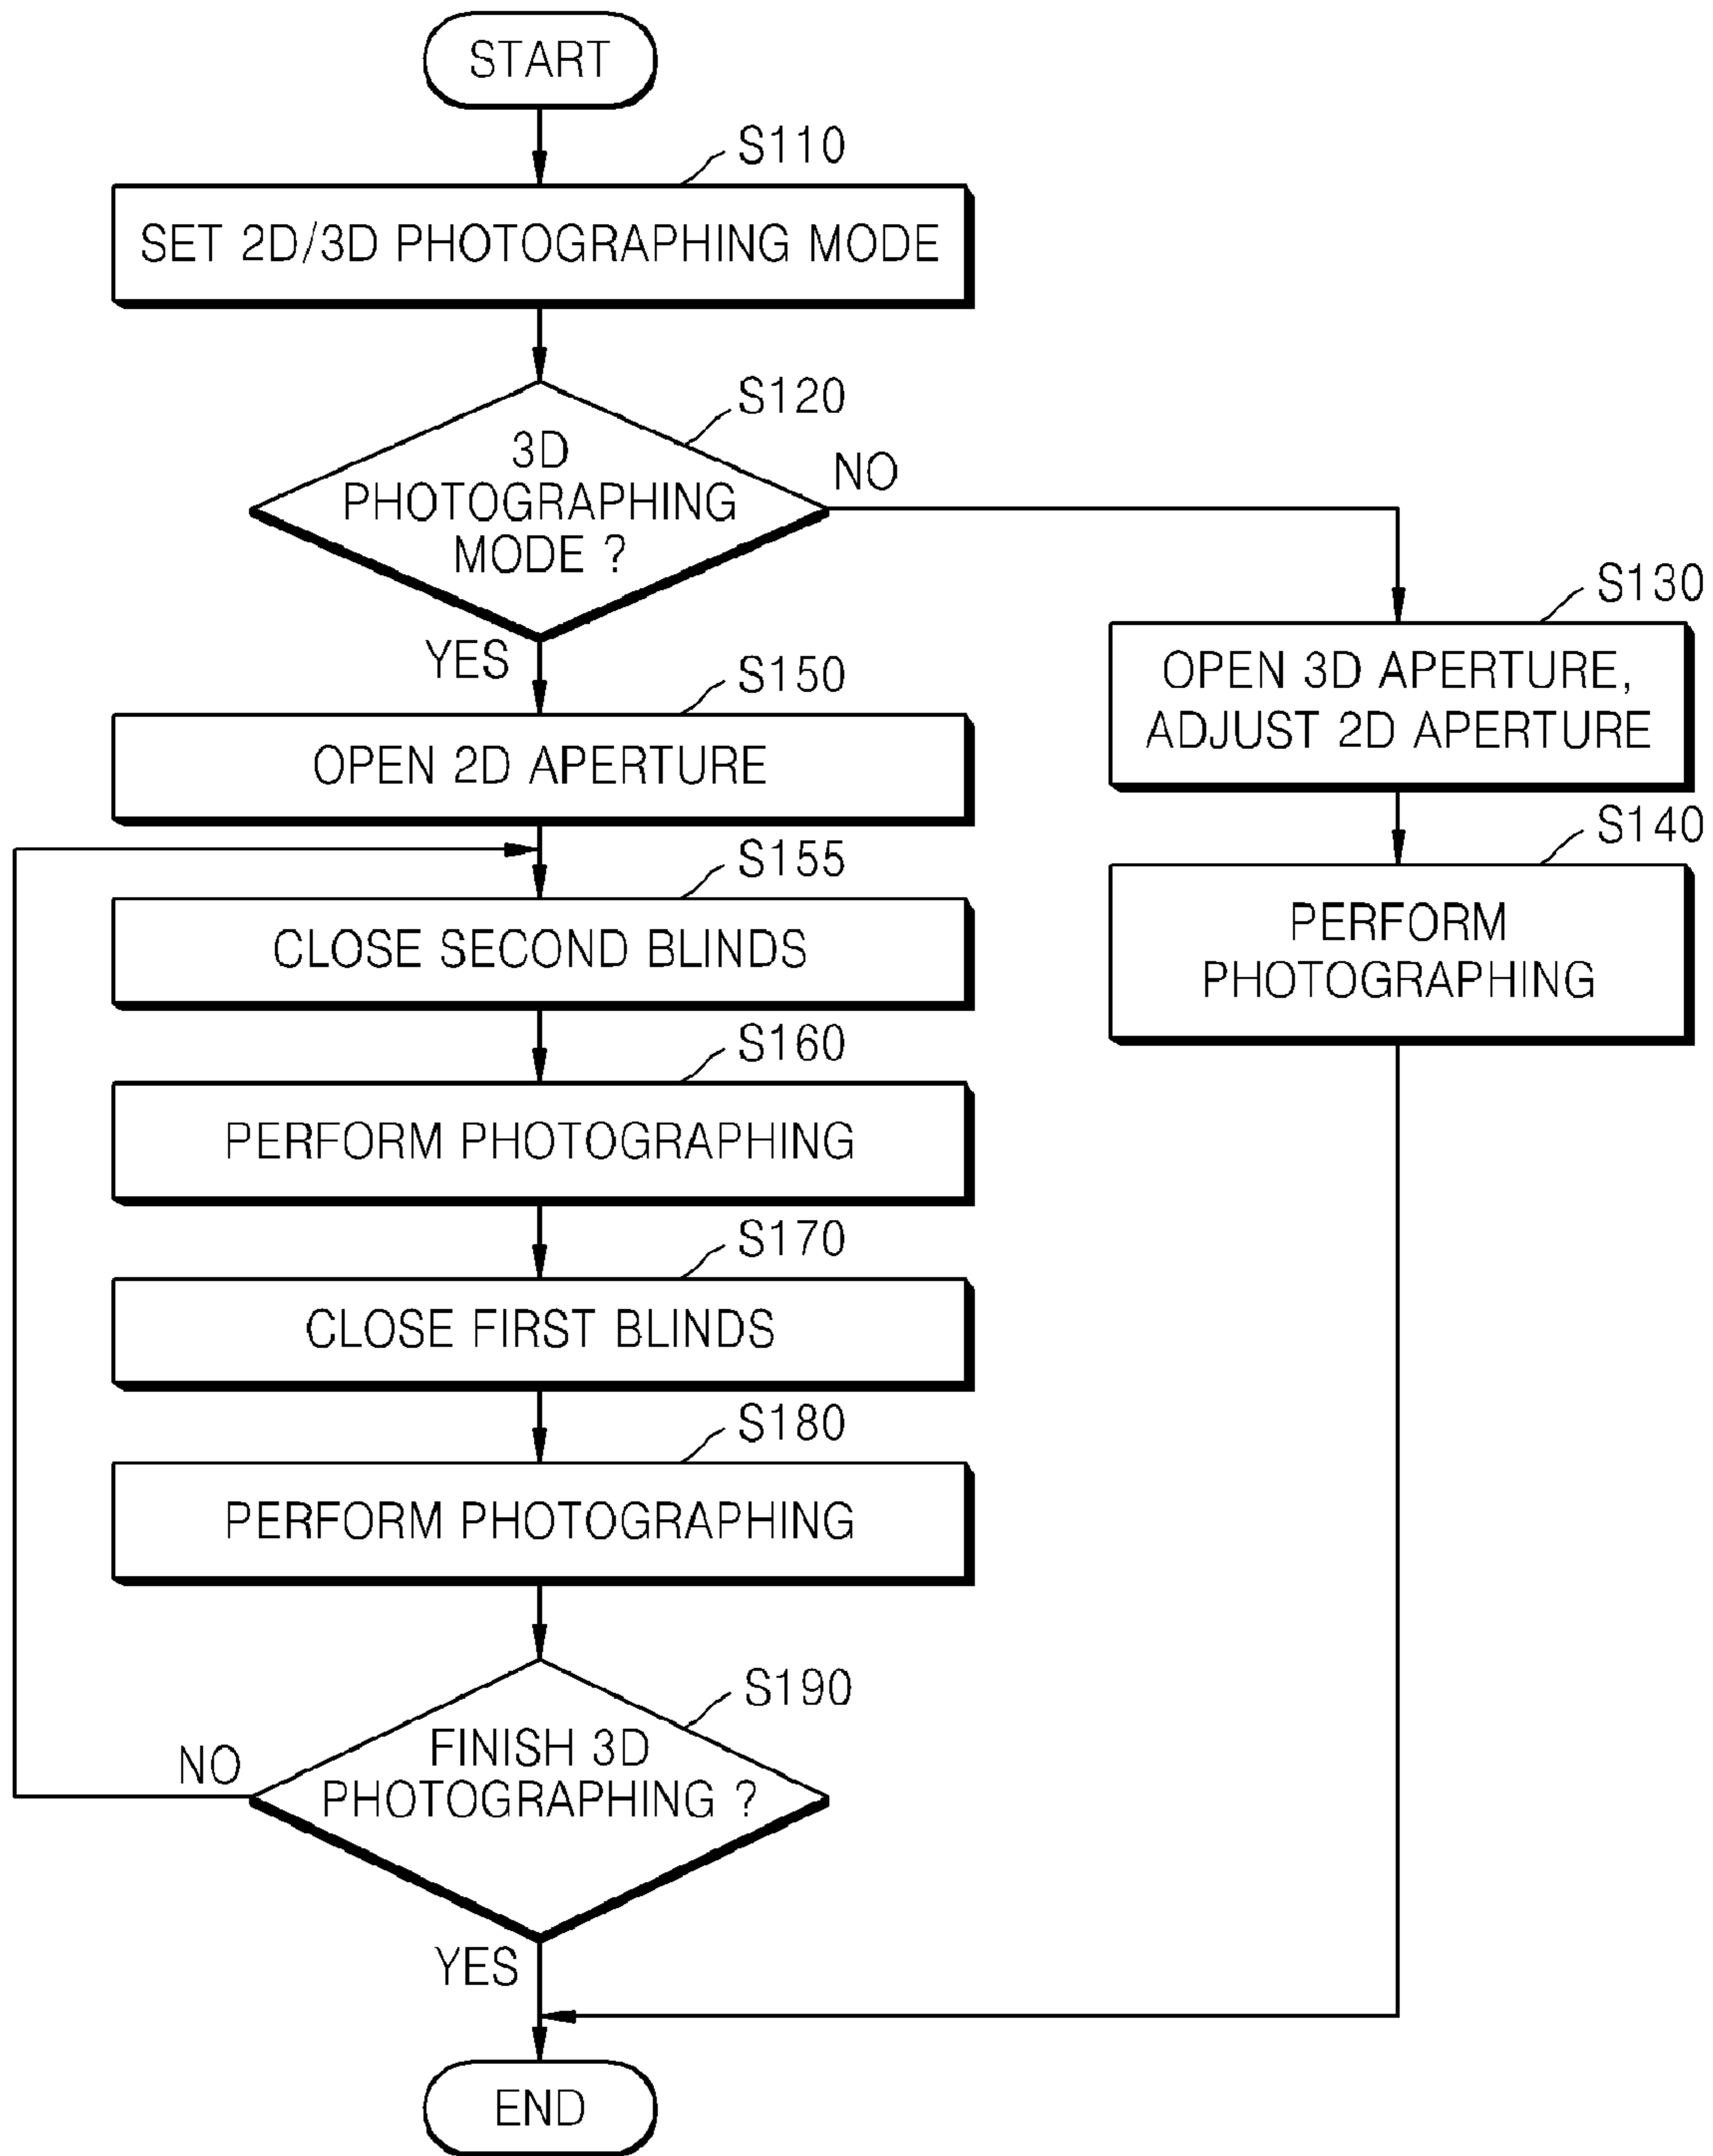 START
S110
SET 2D/3D PHOTOGRAPHING MODE
S120
3D
PHOTOGRAPHING
MODE ?
NO
YES
S130
OPEN 3D APERTURE,
ADJUST 2D APERTURE
S140
PERFORM
PHOTOGRAPHING
S150
OPEN 2D APERTURE
S155
CLOSE SECOND BLINDS
S160
PERFORM PHOTOGRAPHING
S170
CLOSE FIRST BLINDS
S180
PERFORM PHOTOGRAPHING
S190
FINISH 3D
PHOTOGRAPHING ?
NO
YES
END